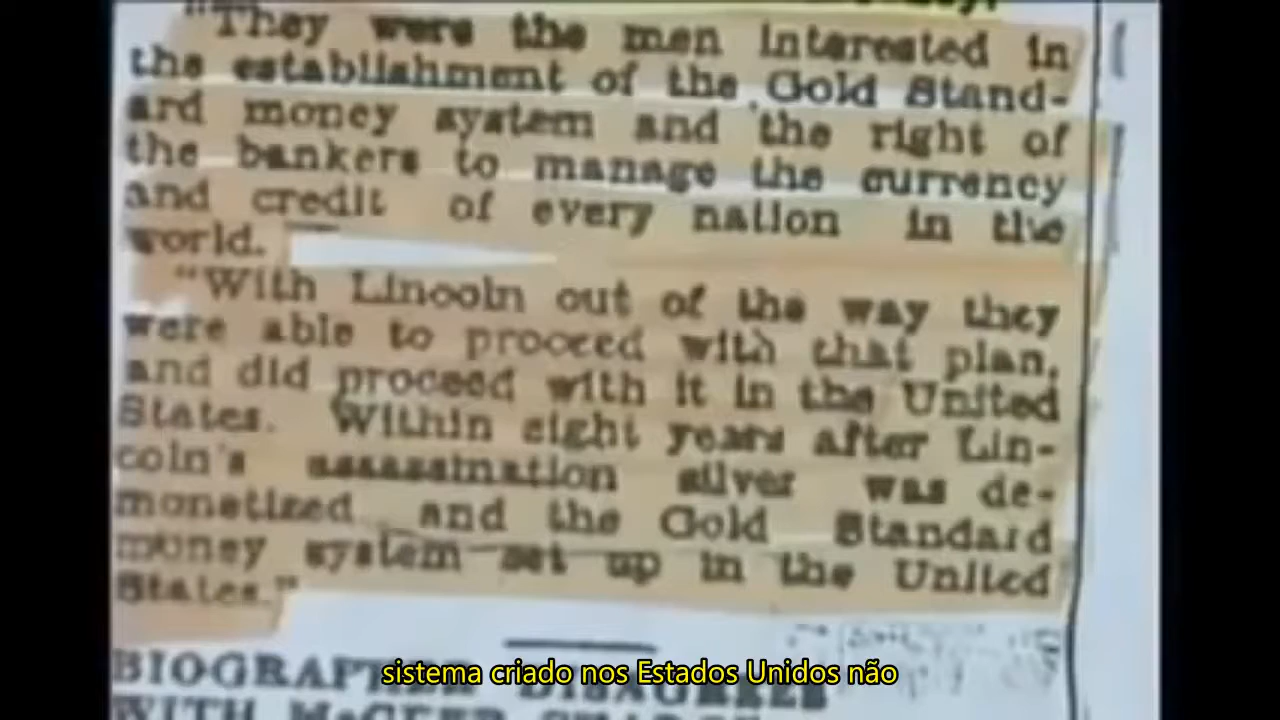 "They were the men interested in
the establishment of the Gold Stand-
ard money system and the right of
the bankers to manage the currency
and credit of every nation in the
world.
"With Lincoln out of the way they
were able to proceed with that plan,
and did proceed with it in the United
States. Within eight years after Lin-
coln's assassination silver was de-
monetized and the Gold Standard
money system set up in the United
States."
BIOGRAPHER
WITH
sistema criado nos Estados Unidos não